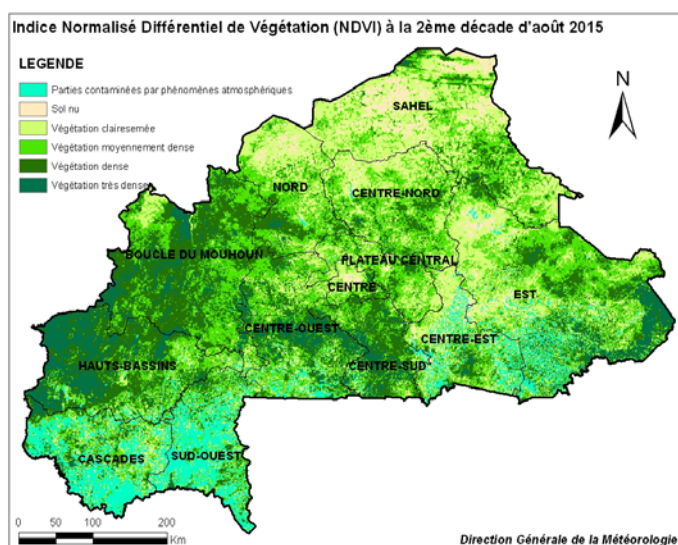 Indice Normalisé Différentiel de Végétation (NDVI) à la 2ème décade d'août 2015
LEGENDE
Parties contaminées par phénomènes atmosphériques
Sol nu
Végétation clairesemée
Végétation moyennement dense
Végétation dense
Végétation très dense
N
SAHEL
NORD
CENTRE-NORD
BOUCLE DU MOUHOUN
PLATEAU CENTRAL
CENTRE
EST
CENTRE-OUEST
CENTRE-EST
HAUTS-BASSINS
CENTRE-SUD
CASCADES
SUD-OUEST
0 50 100 200
Km
Direction Générale de la Météorologie